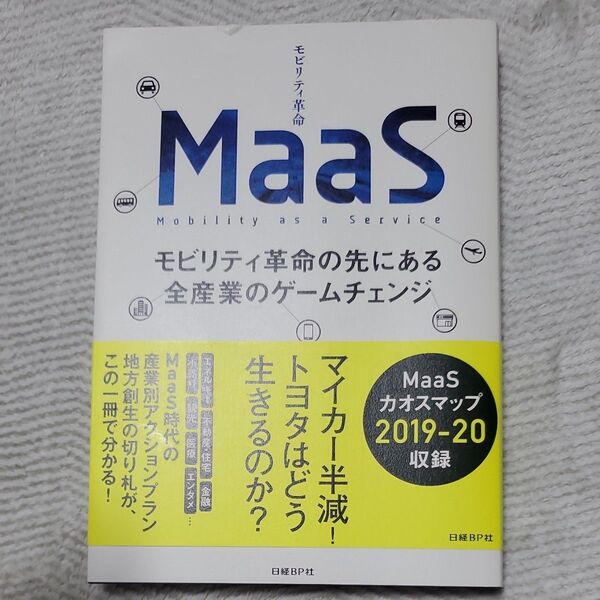 モビリティ革命
MaaS
Mobility as a Service
モビリティ革命の先にある
全産業のゲームチェンジ
マイカー半減!
トヨタはどう
生きるのか?
エネルギー
不動産・住宅
金融
保険
観光
医療
エンタメ…
MaaS時代の
産業別アクションプラン
地方創生の切り札が、
この一冊で分かる!
MaaS
カオスマップ
2019-20
収録
日経BP社
日経BP社